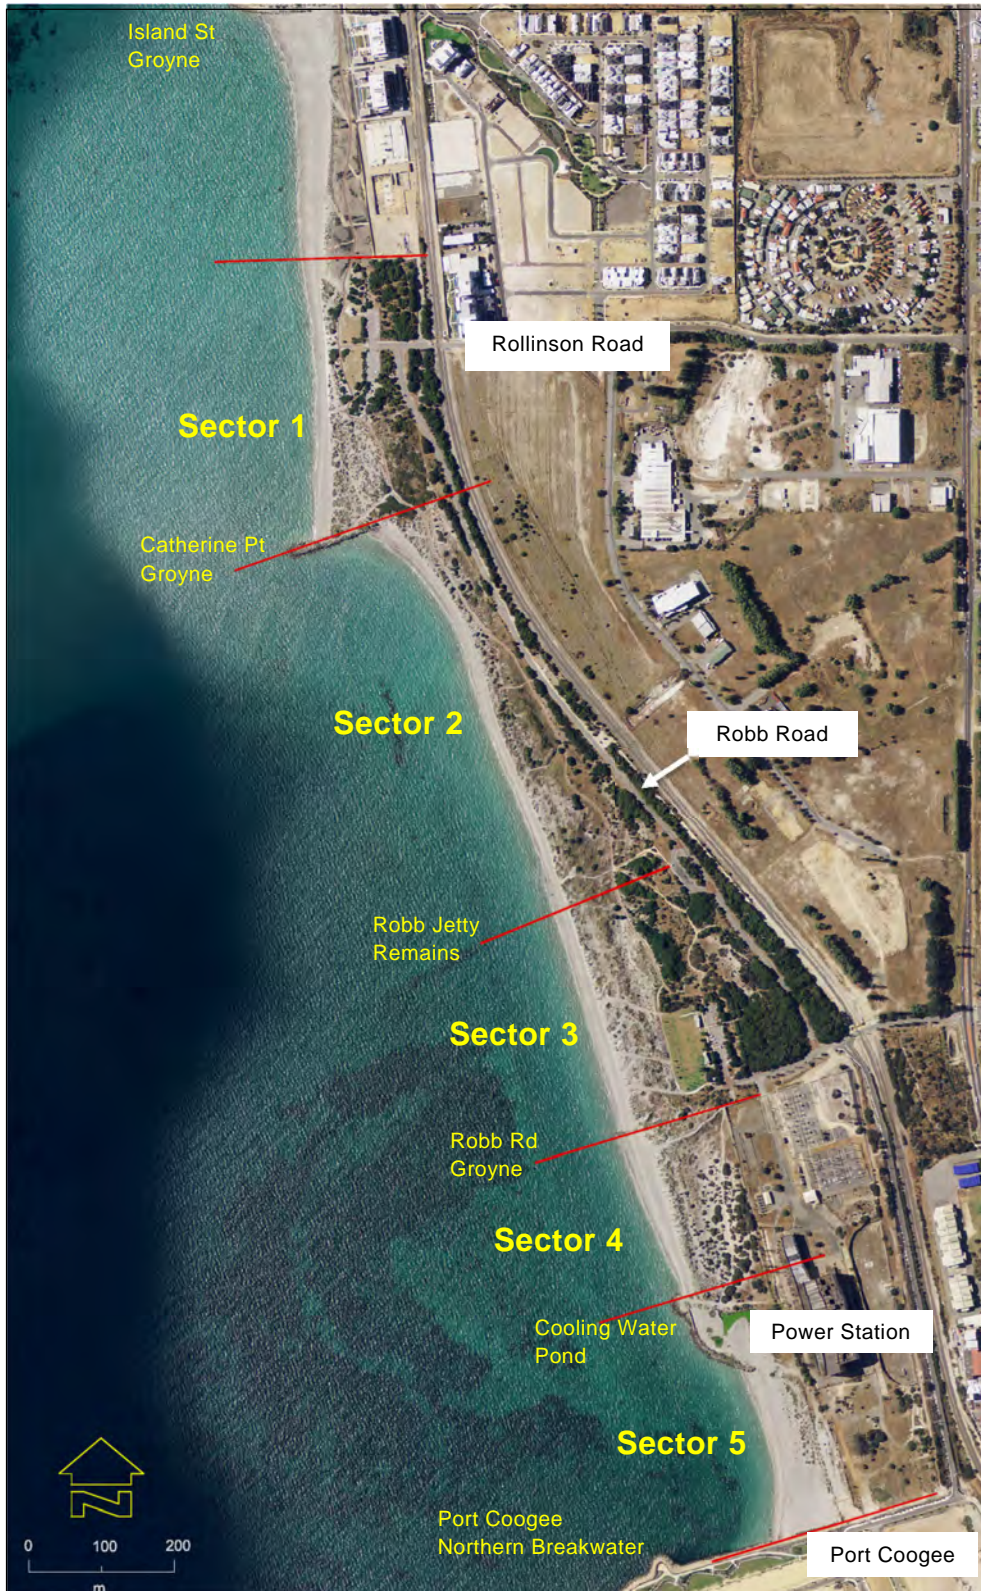 Island St
Groyne
Rollinson Road
Sector 1
Catherine Pt
Groyne
Sector 2
Robb Road
Robb Jetty
Remains
Sector 3
Robb Rd
Groyne
Sector 4
Cooling Water
Pond
Power Station
Sector 5
Port Coogee
Northern Breakwater
Port Coogee
N
0 100 200
m